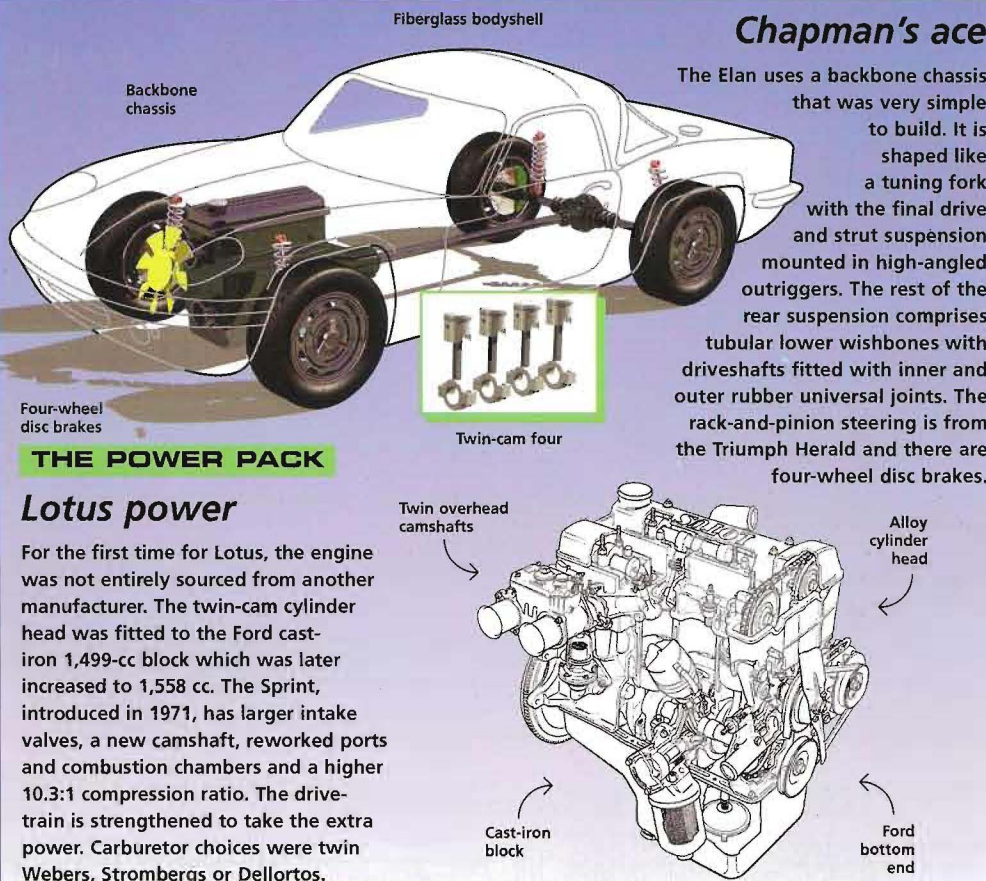 Fiberglass bodyshell
Backbone
chassis
Chapman's ace
The Elan uses a backbone chassis
that was very simple
to build. It is
shaped like
a tuning fork
with the final drive
and strut suspension
mounted in high-angled
outriggers. The rest of the
rear suspension comprises
tubular lower wishbones with
driveshafts fitted with inner and
outer rubber universal joints. The
rack-and-pinion steering is from
the Triumph Herald and there are
four-wheel disc brakes.
Four-wheel
disc brakes
Twin-cam four
THE POWER PACK
Lotus power
For the first time for Lotus, the engine
was not entirely sourced from another
manufacturer. The twin-cam cylinder
head was fitted to the Ford cast-
iron 1,499-cc block which was later
increased to 1,558 cc. The Sprint,
introduced in 1971, has larger intake
valves, a new camshaft, reworked ports
and combustion chambers and a higher
10.3:1 compression ratio. The drive-
train is strengthened to take the extra
power. Carburetor choices were twin
Webers, Strombergs or Dellortos.
Twin overhead
camshafts
Alloy
cylinder
head
Cast-iron
block
Ford
bottom
end